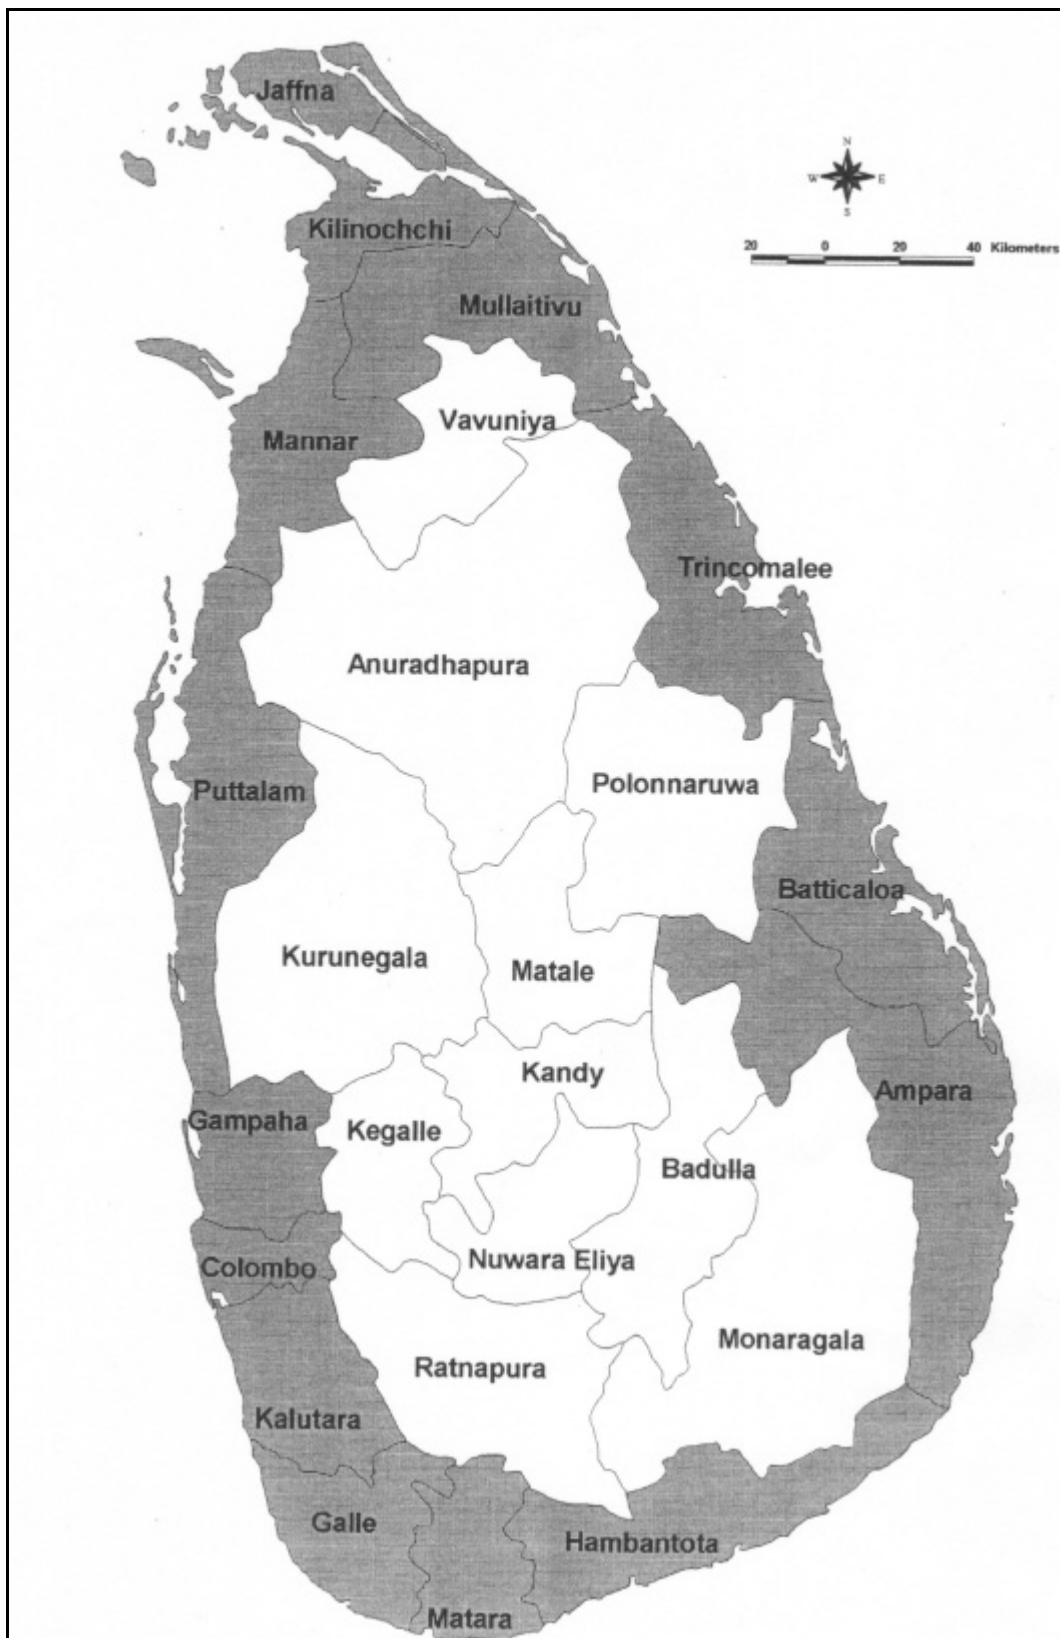 Jaffna
N
W E
S
Kilinochchi
20 0 20 40 Kilometers
Mullaitivu
Vavuniya
Mannar
Trincomalee
Anuradhapura
Polonnaruwa
Puttalam
Batticaloa
Kurunegala
Matale
Kandy
Ampara
Gampaha
Kegalle
Badulla
Nuwara Eliya
Colombo
Monaragala
Ratnapura
Kalutara
Galle
Hambantota
Matara